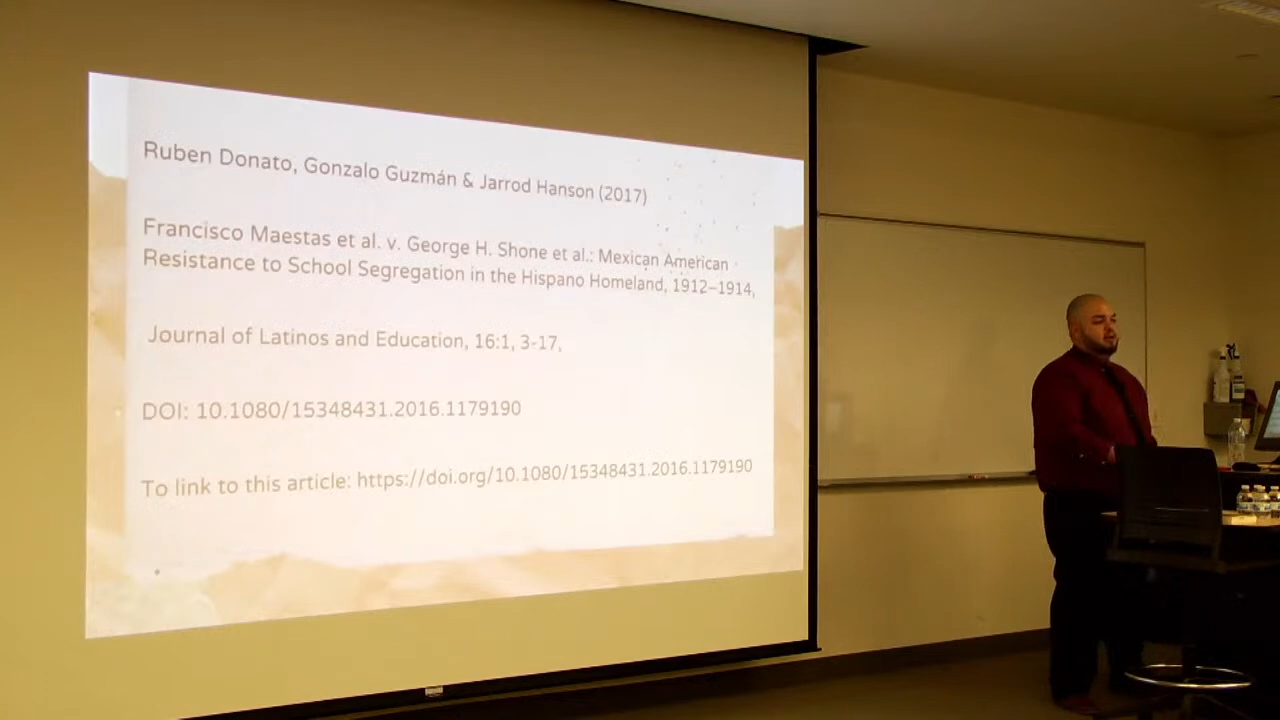 Ruben Donato, Gonzalo Guzmán & Jarrod Hanson (2017)
Francisco Maestas et al. v. George H. Shone et al.: Mexican American
Resistance to School Segregation in the Hispano Homeland, 1912–1914,
Journal of Latinos and Education, 16:1, 3-17,
DOI: 10.1080/15348431.2016.1179190
To link to this article: https://doi.org/10.1080/15348431.2016.1179190